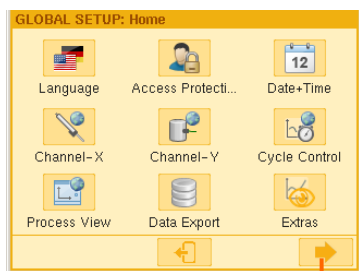 GLOBAL SETUP: Home
12
Language Access Protecti... Date+Time
Channel-X Channel-Y Cycle Control
Process View Data Export Extras